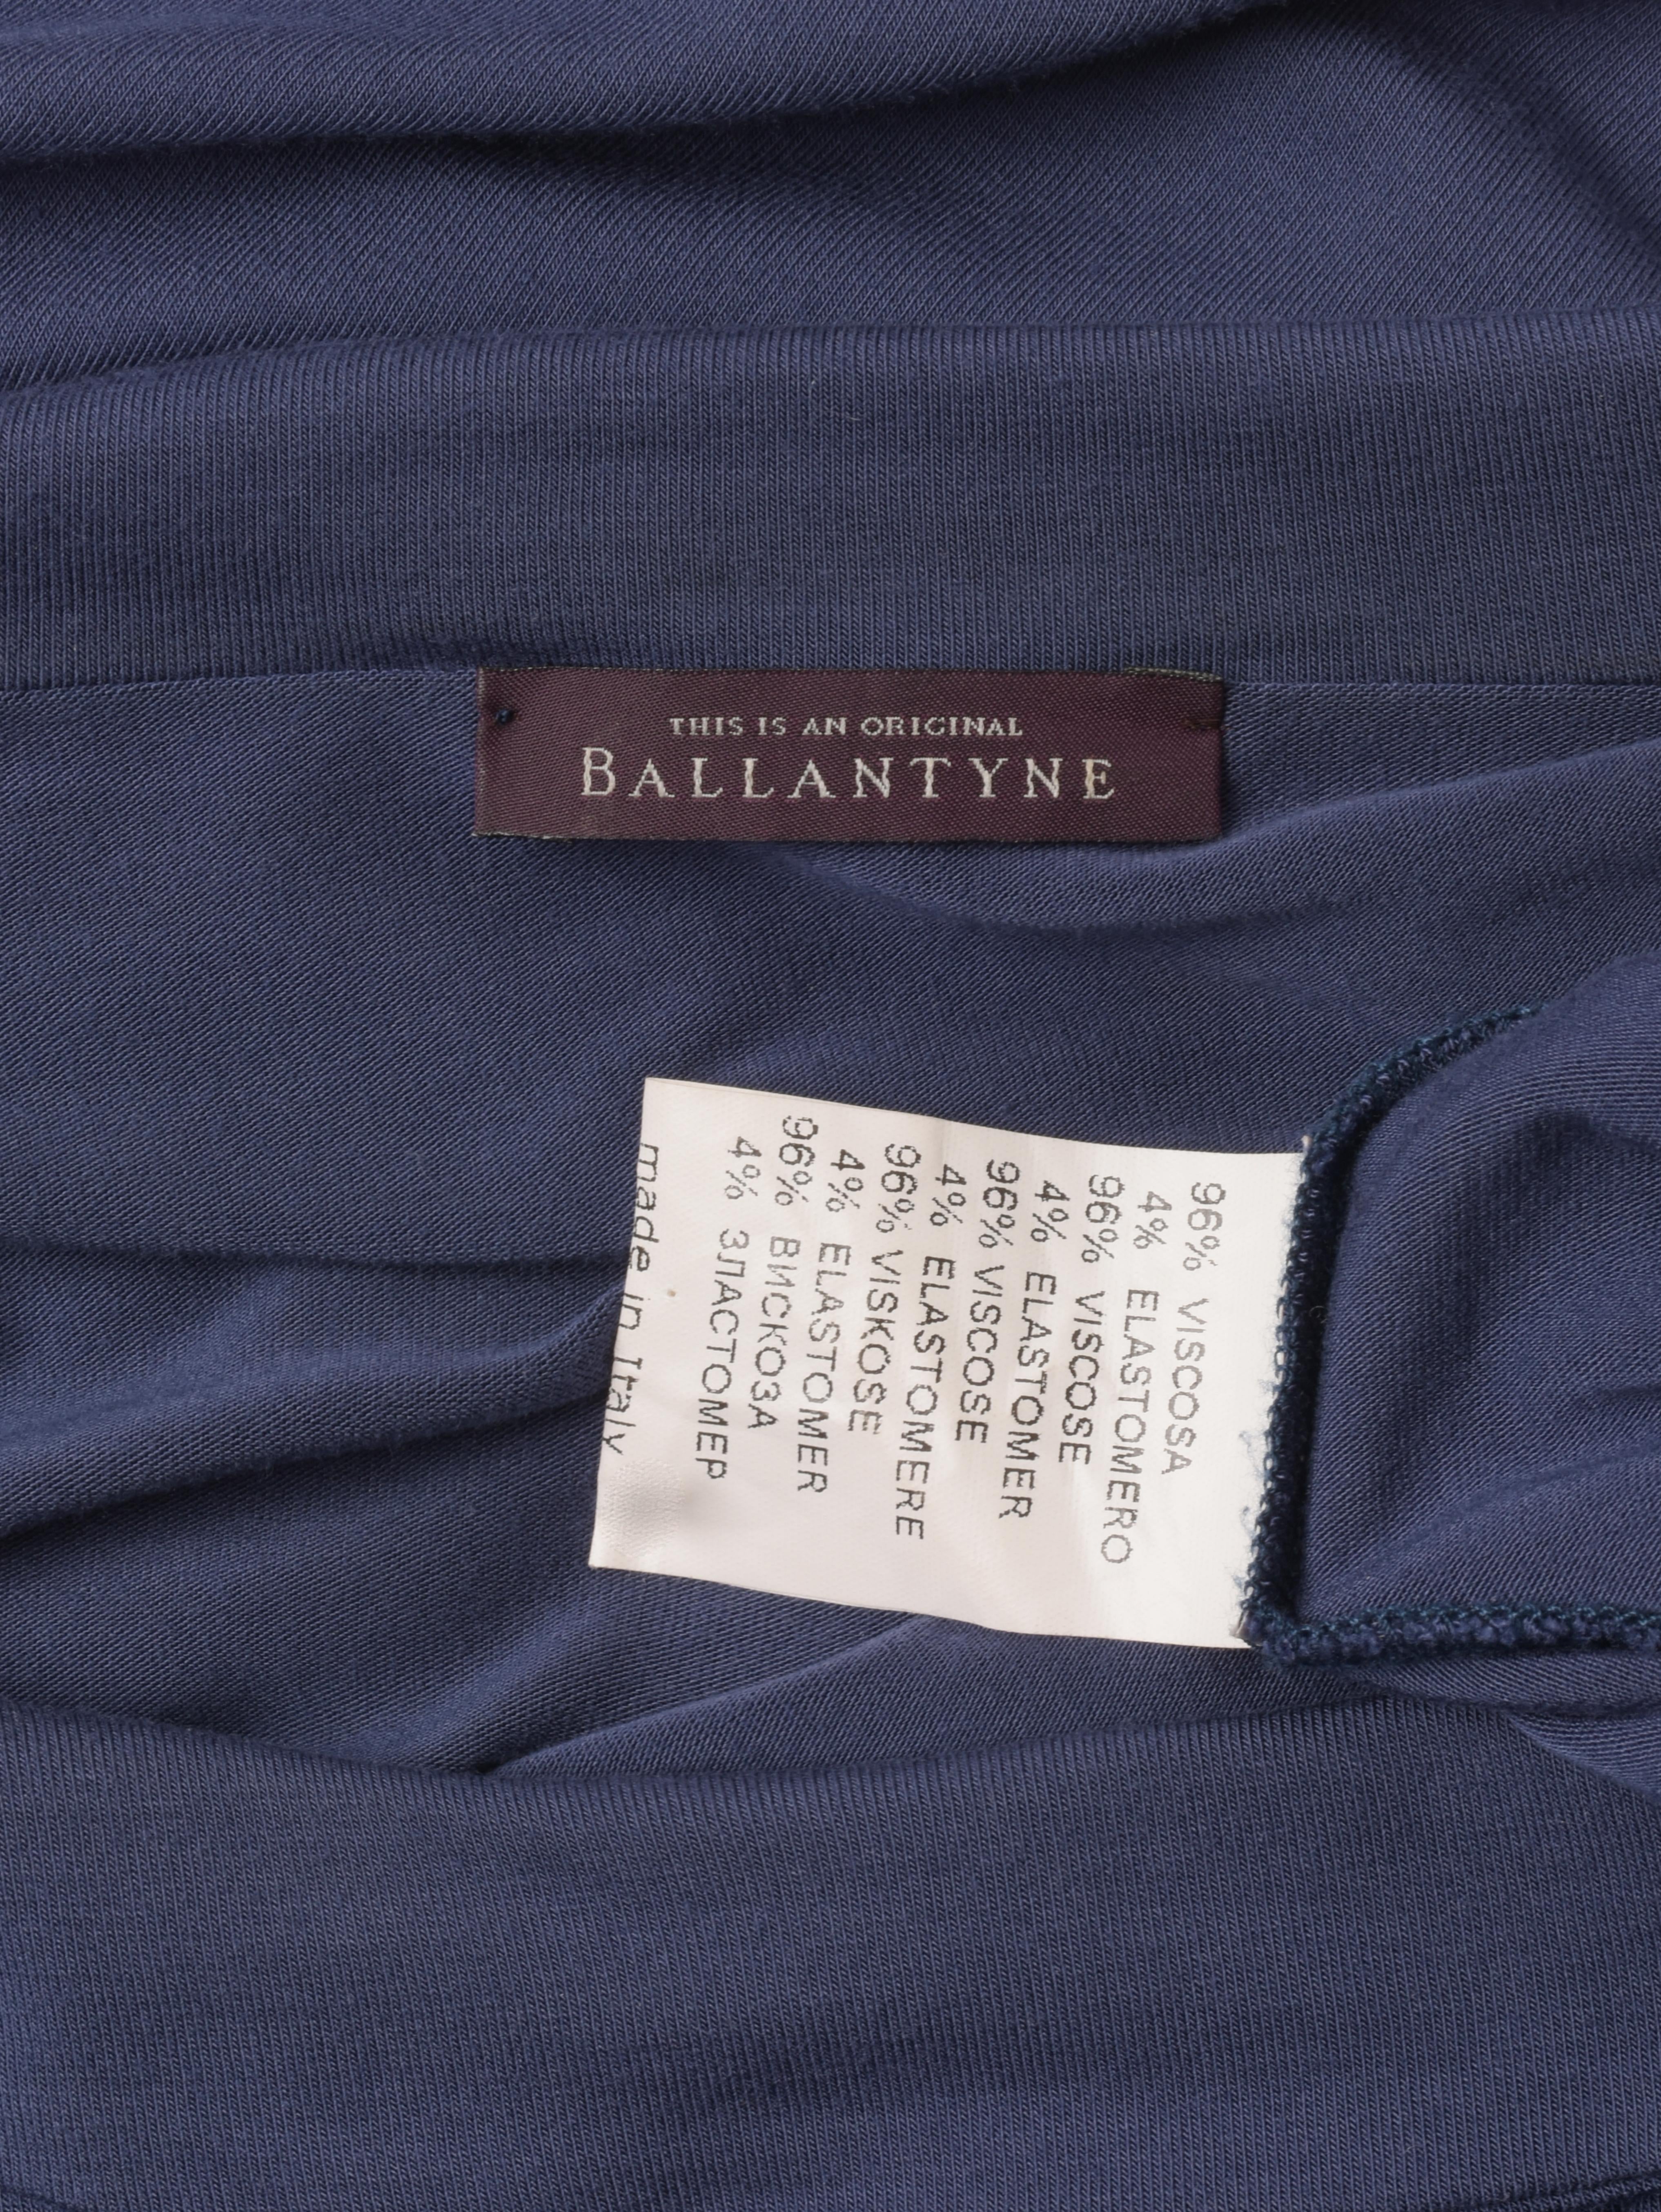 THIS IS AN ORIGINAL
BALLANTYNE
96% VISCOSA
4% ELASTOMERO
96% VISCOSE
4% ELASTOMER
96% VISCOSE
4% ELASTOMERE
96% VISKOSE
4% ELASTOMER
96% ВИСКОЗА
4% ЗЛАСТОМЕР
made in Italy